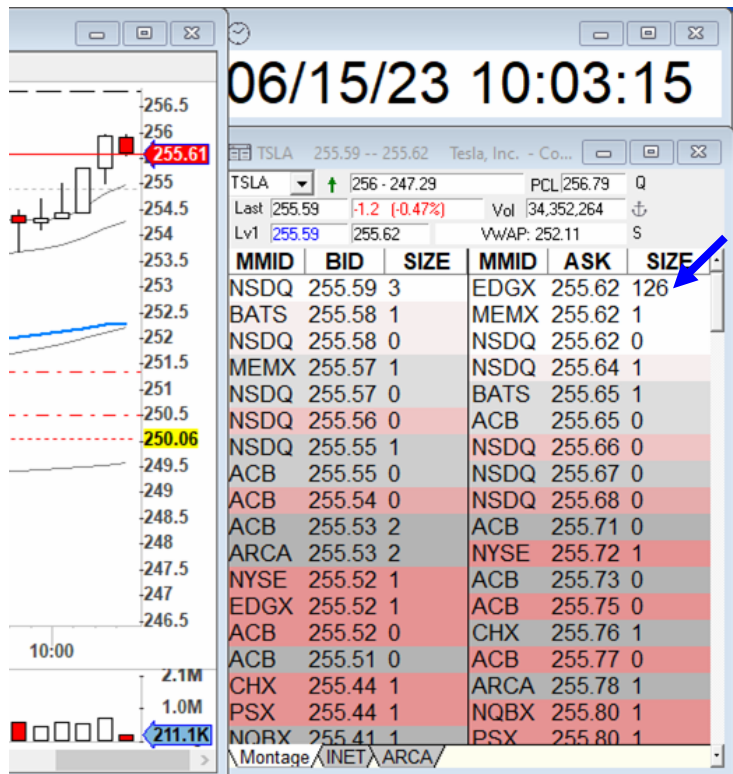 256.5
256
255.61
255
254.5
254
253.5
253
252.5
252
251.5
251
250.5
250.06
249.5
249
248.5
248
247.5
247
246.5
10:00
2.1M
1.0M
211.1K
06/15/23 10:03:15
TSLA 255.59 -- 255.62 Tesla, Inc. - Co...
TSLA 256 - 247.29 PCL 256.79 Q
Last 255.59 -1.2 (-0.47%) Vol 34,352,264
Lv1 255.59 255.62 VWAP: 252.11 S
MMID BID SIZE MMID ASK SIZE
NSDQ 255.59 3 EDGX 255.62 126
BATS 255.58 1 MEMX 255.62 1
NSDQ 255.58 0 NSDQ 255.62 0
MEMX 255.57 1 NSDQ 255.64 1
NSDQ 255.57 0 BATS 255.65 1
NSDQ 255.56 0 ACB 255.65 0
NSDQ 255.55 1 NSDQ 255.66 0
ACB 255.55 0 NSDQ 255.67 0
ACB 255.54 0 NSDQ 255.68 0
ACB 255.53 2 ACB 255.71 0
ARCA 255.53 2 NYSE 255.72 1
NYSE 255.52 1 ACB 255.73 0
EDGX 255.52 1 ACB 255.75 0
ACB 255.52 0 CHX 255.76 1
ACB 255.51 0 ACB 255.77 0
CHX 255.44 1 ARCA 255.78 1
PSX 255.44 1 NQBX 255.80 1
NQBX 255.41 1 PSX 255.80 1
Montage INET ARCA